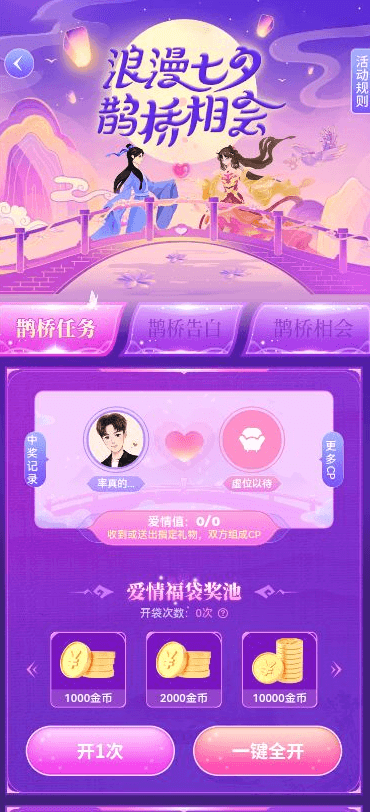 浪漫七夕
鹊桥相会
活动规则
鹊桥任务
鹊桥告白
鹊桥相会
中奖记录
更多CP
率真的...
虚位以待
爱情值：0/0
收到或送出指定礼物，双方组成CP
爱情福袋奖池
开袋次数：0次 ?
1000金币
2000金币
10000金币
开1次
一键全开